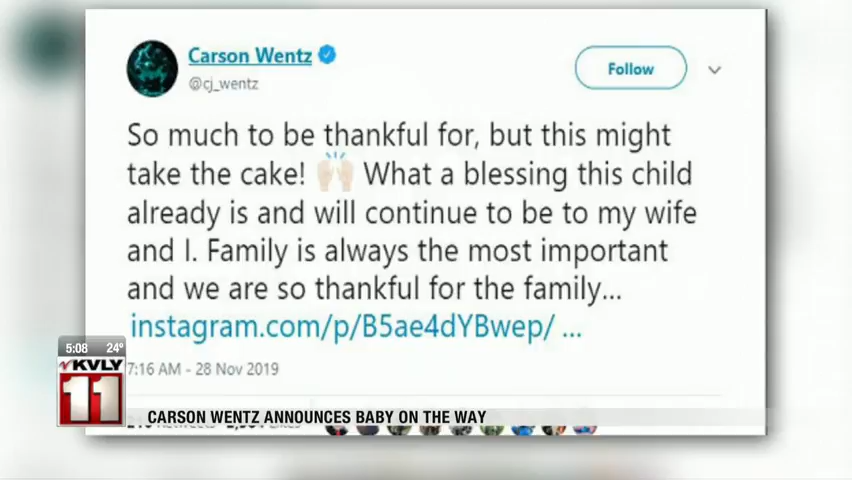 Carson Wentz
@cj_wentz
Follow
So much to be thankful for, but this might
take the cake! 🙌🏻 What a blessing this child
already is and will continue to be to my wife
and I. Family is always the most important
and we are so thankful for the family...
instagram.com/p/B5ae4dYBwep/ ...
7:16 AM - 28 Nov 2019
5:08 24°
KVLY
11
CARSON WENTZ ANNOUNCES BABY ON THE WAY